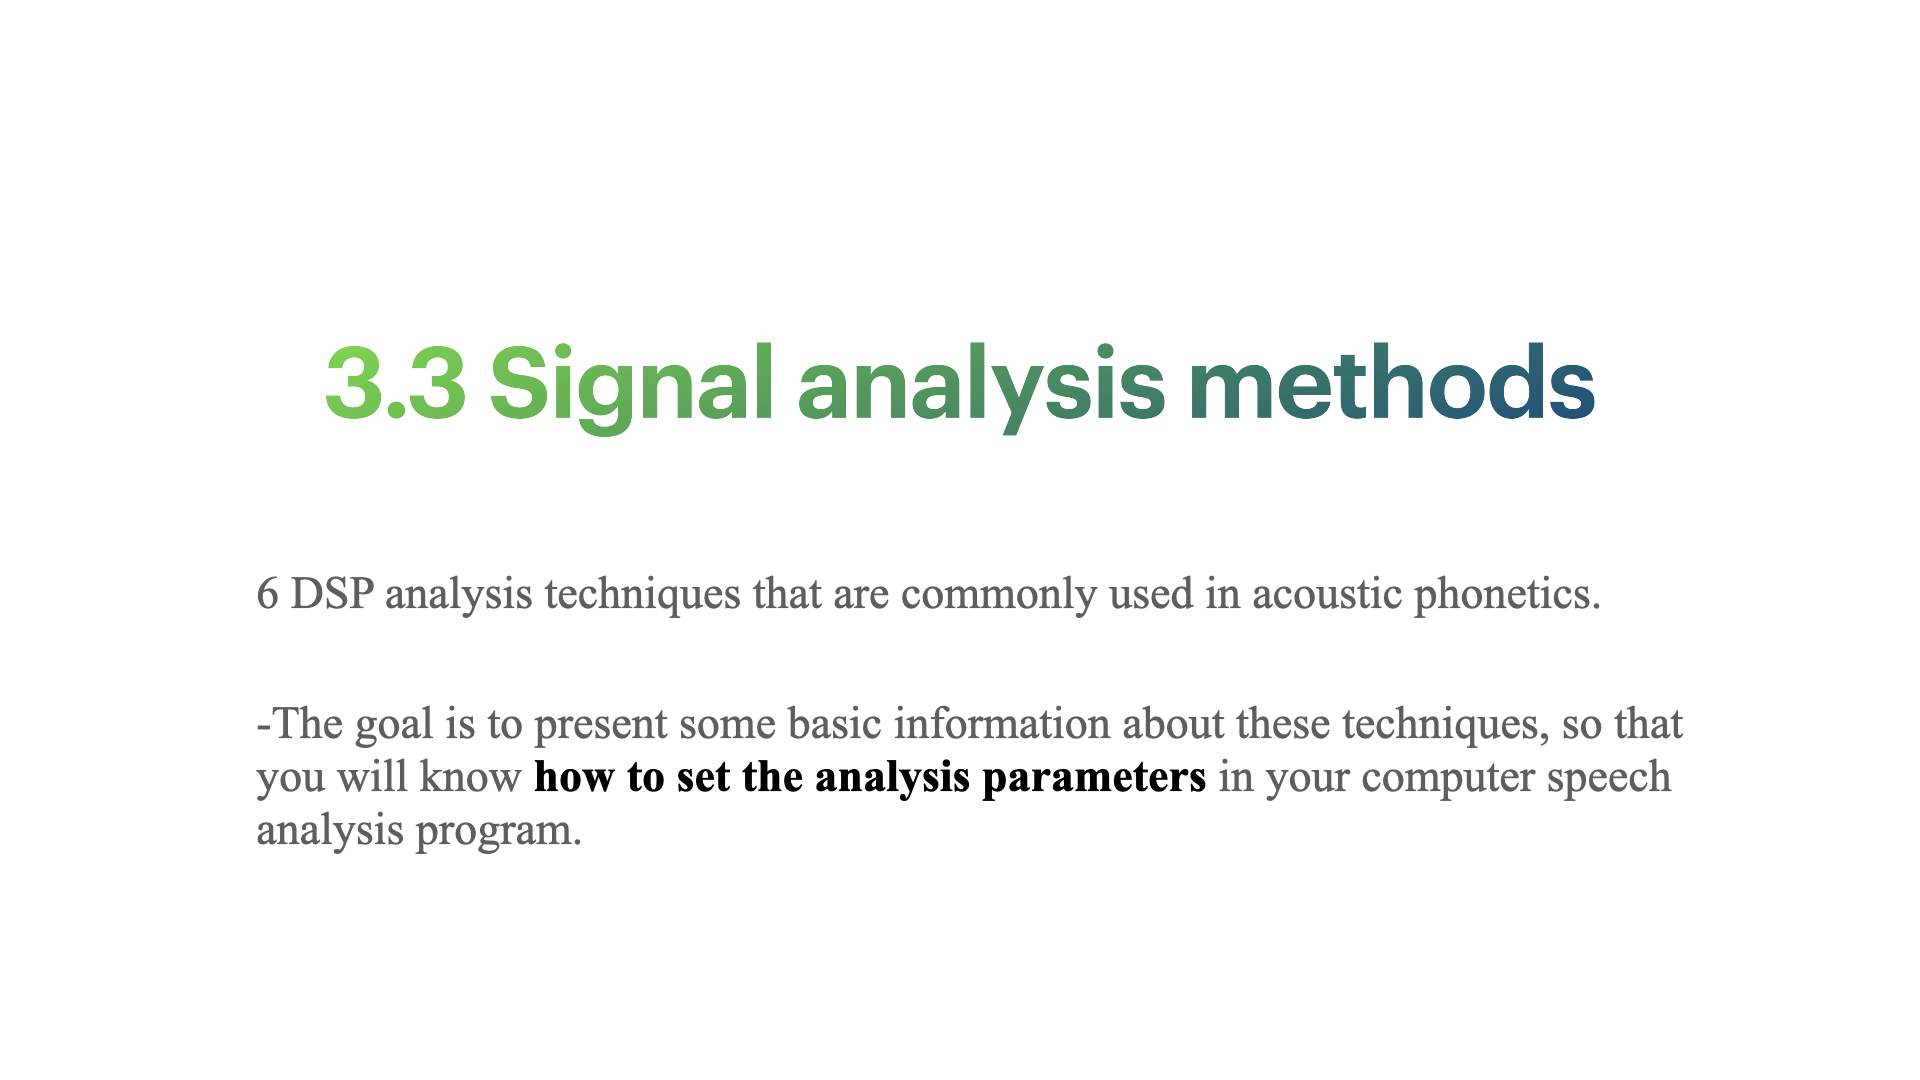 3.3 Signal analysis methods
6 DSP analysis techniques that are commonly used in acoustic phonetics.
-The goal is to present some basic information about these techniques, so that
you will know how to set the analysis parameters in your computer speech
analysis program.